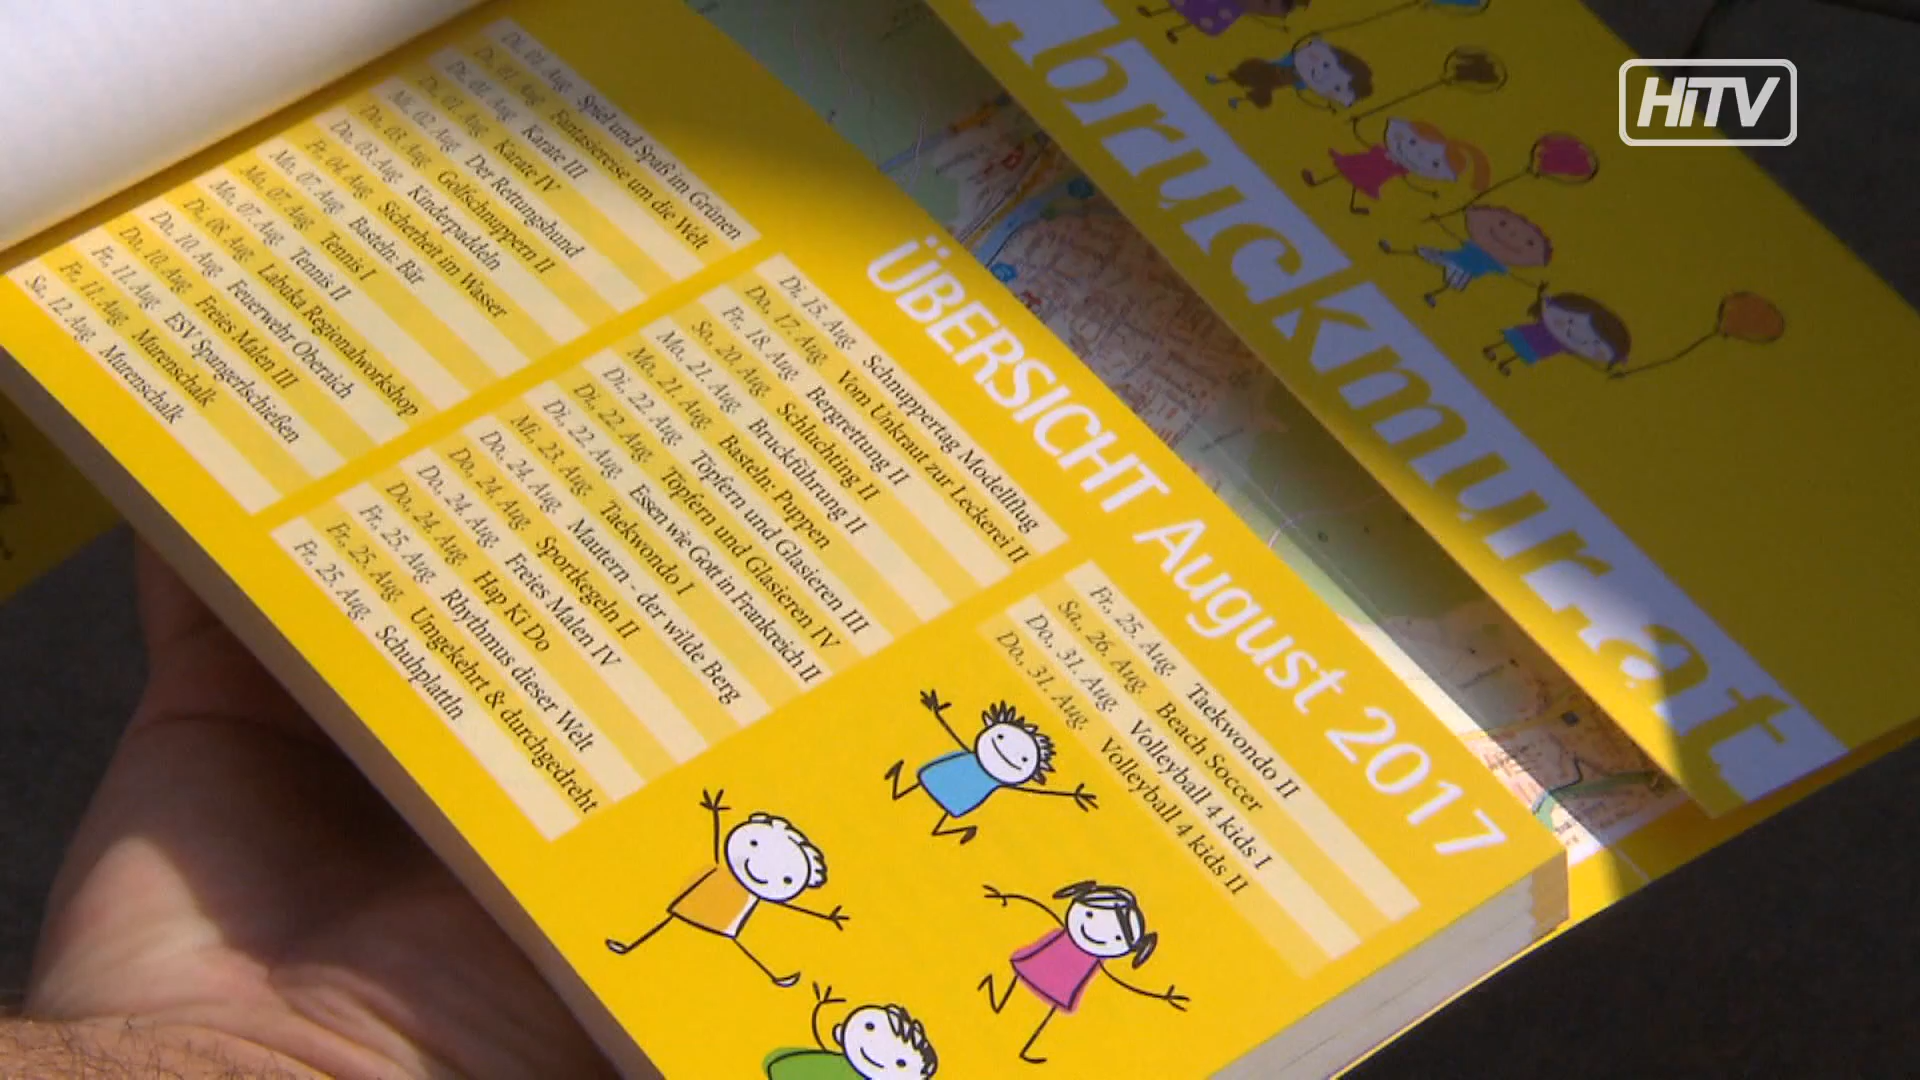 HiTV
bruckmur.at
ÜBERSICHT August 2017
Di, 01. Aug. Spiel und Spaß im Grünen
Di, 01. Aug. Fantasiereise um die Welt
Di, 01. Aug. Karate III
Di, 01. Aug. Karate IV
Mi, 02. Aug. Der Rettungshund
Do, 03. Aug. Golfschnuppern II
Do, 03. Aug. Kinderpaddeln
Fr, 04. Aug. Sicherheit im Wasser
Mo, 07. Aug. Basteln: Bär
Mo, 07. Aug. Tennis I
Mo, 07. Aug. Tennis II
Di, 08. Aug. Labuka Regionalworkshop
Do, 10. Aug. Feuerwehr Oberaich
Do, 10. Aug. Freies Malen III
Fr, 11. Aug. ESV Spangerlschießen
Fr, 11. Aug. Murenschalk
Sa, 12. Aug. Murenschalk
Di, 15. Aug. Schnuppertag Modellflug
Do, 17. Aug. Vom Unkraut zur Leckerei II
Fr, 18. Aug. Bergrettung II
So, 20. Aug. Schluchting II
Mo, 21. Aug. Bruckführung II
Mo, 21. Aug. Basteln: Puppen
Di, 22. Aug. Töpfern und Glasieren III
Di, 22. Aug. Töpfern und Glasieren IV
Di, 22. Aug. Essen wie Gott in Frankreich II
Mi, 23. Aug. Taekwondo I
Do, 24. Aug. Mautern - der wilde Berg
Do, 24. Aug. Sportkegeln II
Do, 24. Aug. Freies Malen IV
Do, 24. Aug. Hap Ki Do
Fr, 25. Aug. Rhythmus dieser Welt
Fr, 25. Aug. Umgekehrt & durchgedreht
Fr, 25. Aug. Schuhplattln
Fr, 25. Aug. Taekwondo II
Sa, 26. Aug. Beach Soccer
Do, 31. Aug. Volleyball 4 kids I
Do, 31. Aug. Volleyball 4 kids II